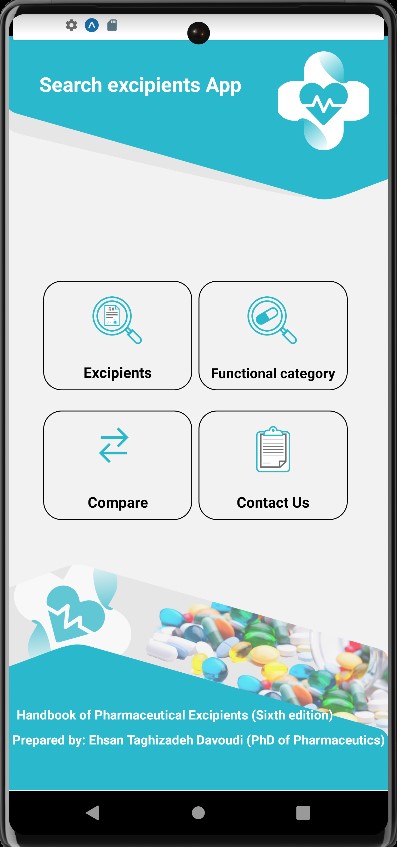 Search excipients App
Excipients
Functional category
Compare
Contact Us
Handbook of Pharmaceutical Excipients (Sixth edition)
Prepared by: Ehsan Taghizadeh Davoudi (PhD of Pharmaceutics)